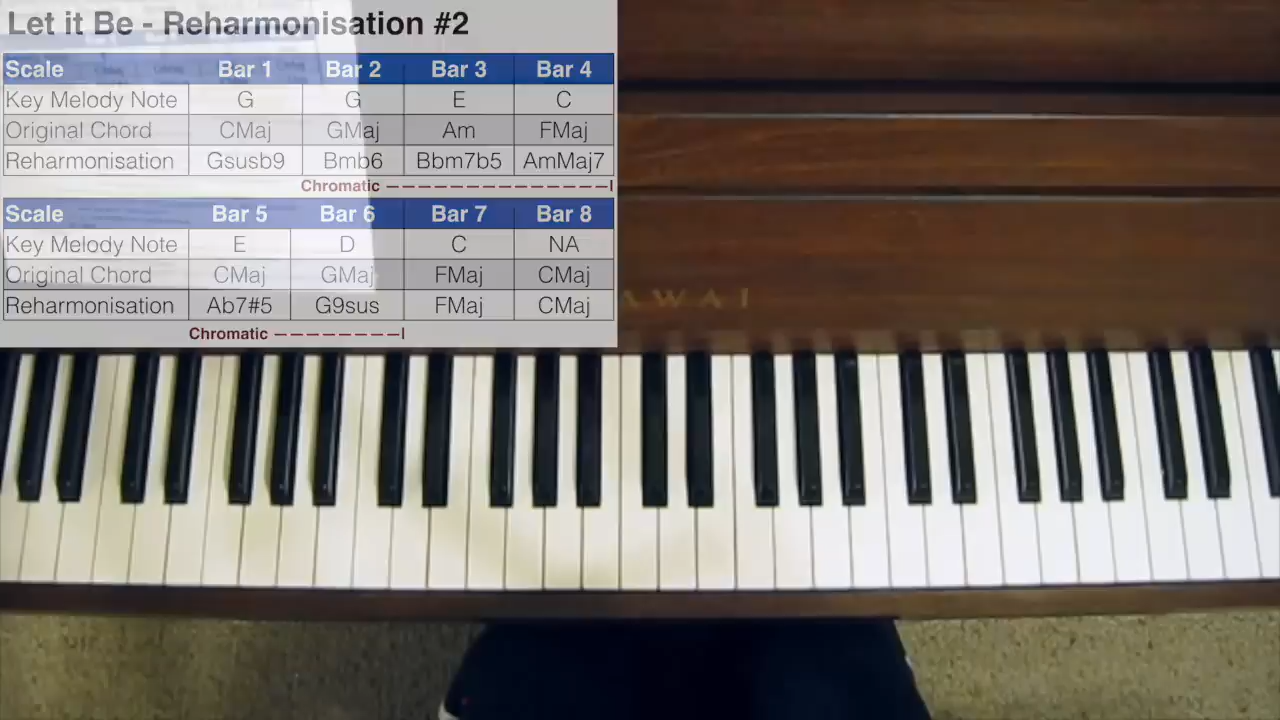 Let it Be - Reharmonisation #2
Scale Bar 1 Bar 2 Bar 3 Bar 4
Key Melody Note G G E C
Original Chord CMaj GMaj Am FMaj
Reharmonisation Gsusb9 Bmb6 Bbm7b5 AmMaj7
Chromatic
Scale Bar 5 Bar 6 Bar 7 Bar 8
Key Melody Note E D C NA
Original Chord CMaj GMaj FMaj CMaj
Reharmonisation Ab7#5 G9sus FMaj CMaj
Chromatic
AWAI